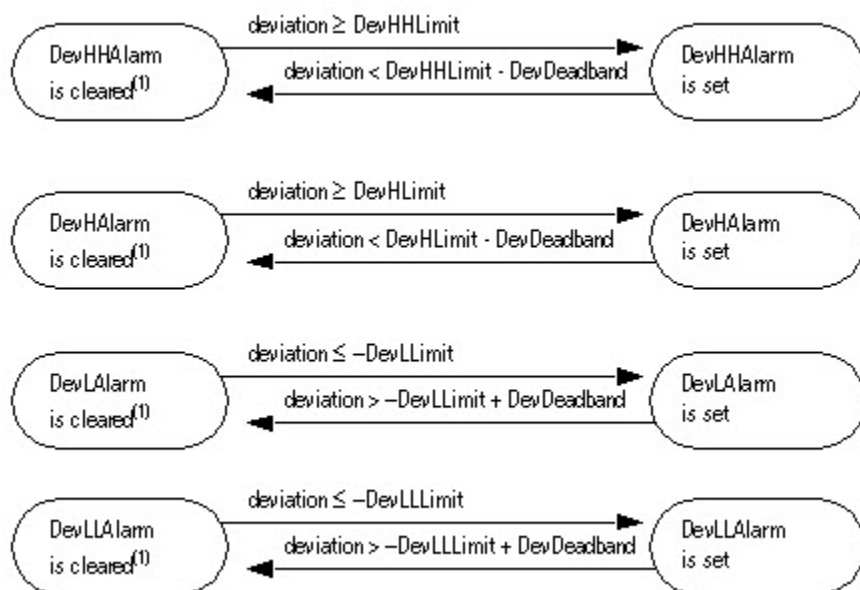 deviation ≥ DevHHLimit
DevHHAlarm
is cleared(1)
deviation < DevHHLimit - DevDeadband
DevHHAlarm
is set
deviation ≥ DevHLimit
DevHAlarm
is cleared(1)
deviation < DevHLimit - DevDeadband
DevHAlarm
is set
deviation ≤ –DevLLimit
DevLAlarm
is cleared(1)
deviation > –DevLLimit + DevDeadband
DevLAlarm
is set
deviation ≤ –DevLLLimit
DevLLAlarm
is cleared(1)
deviation > –DevLLLimit + DevDeadband
DevLLAlarm
is set